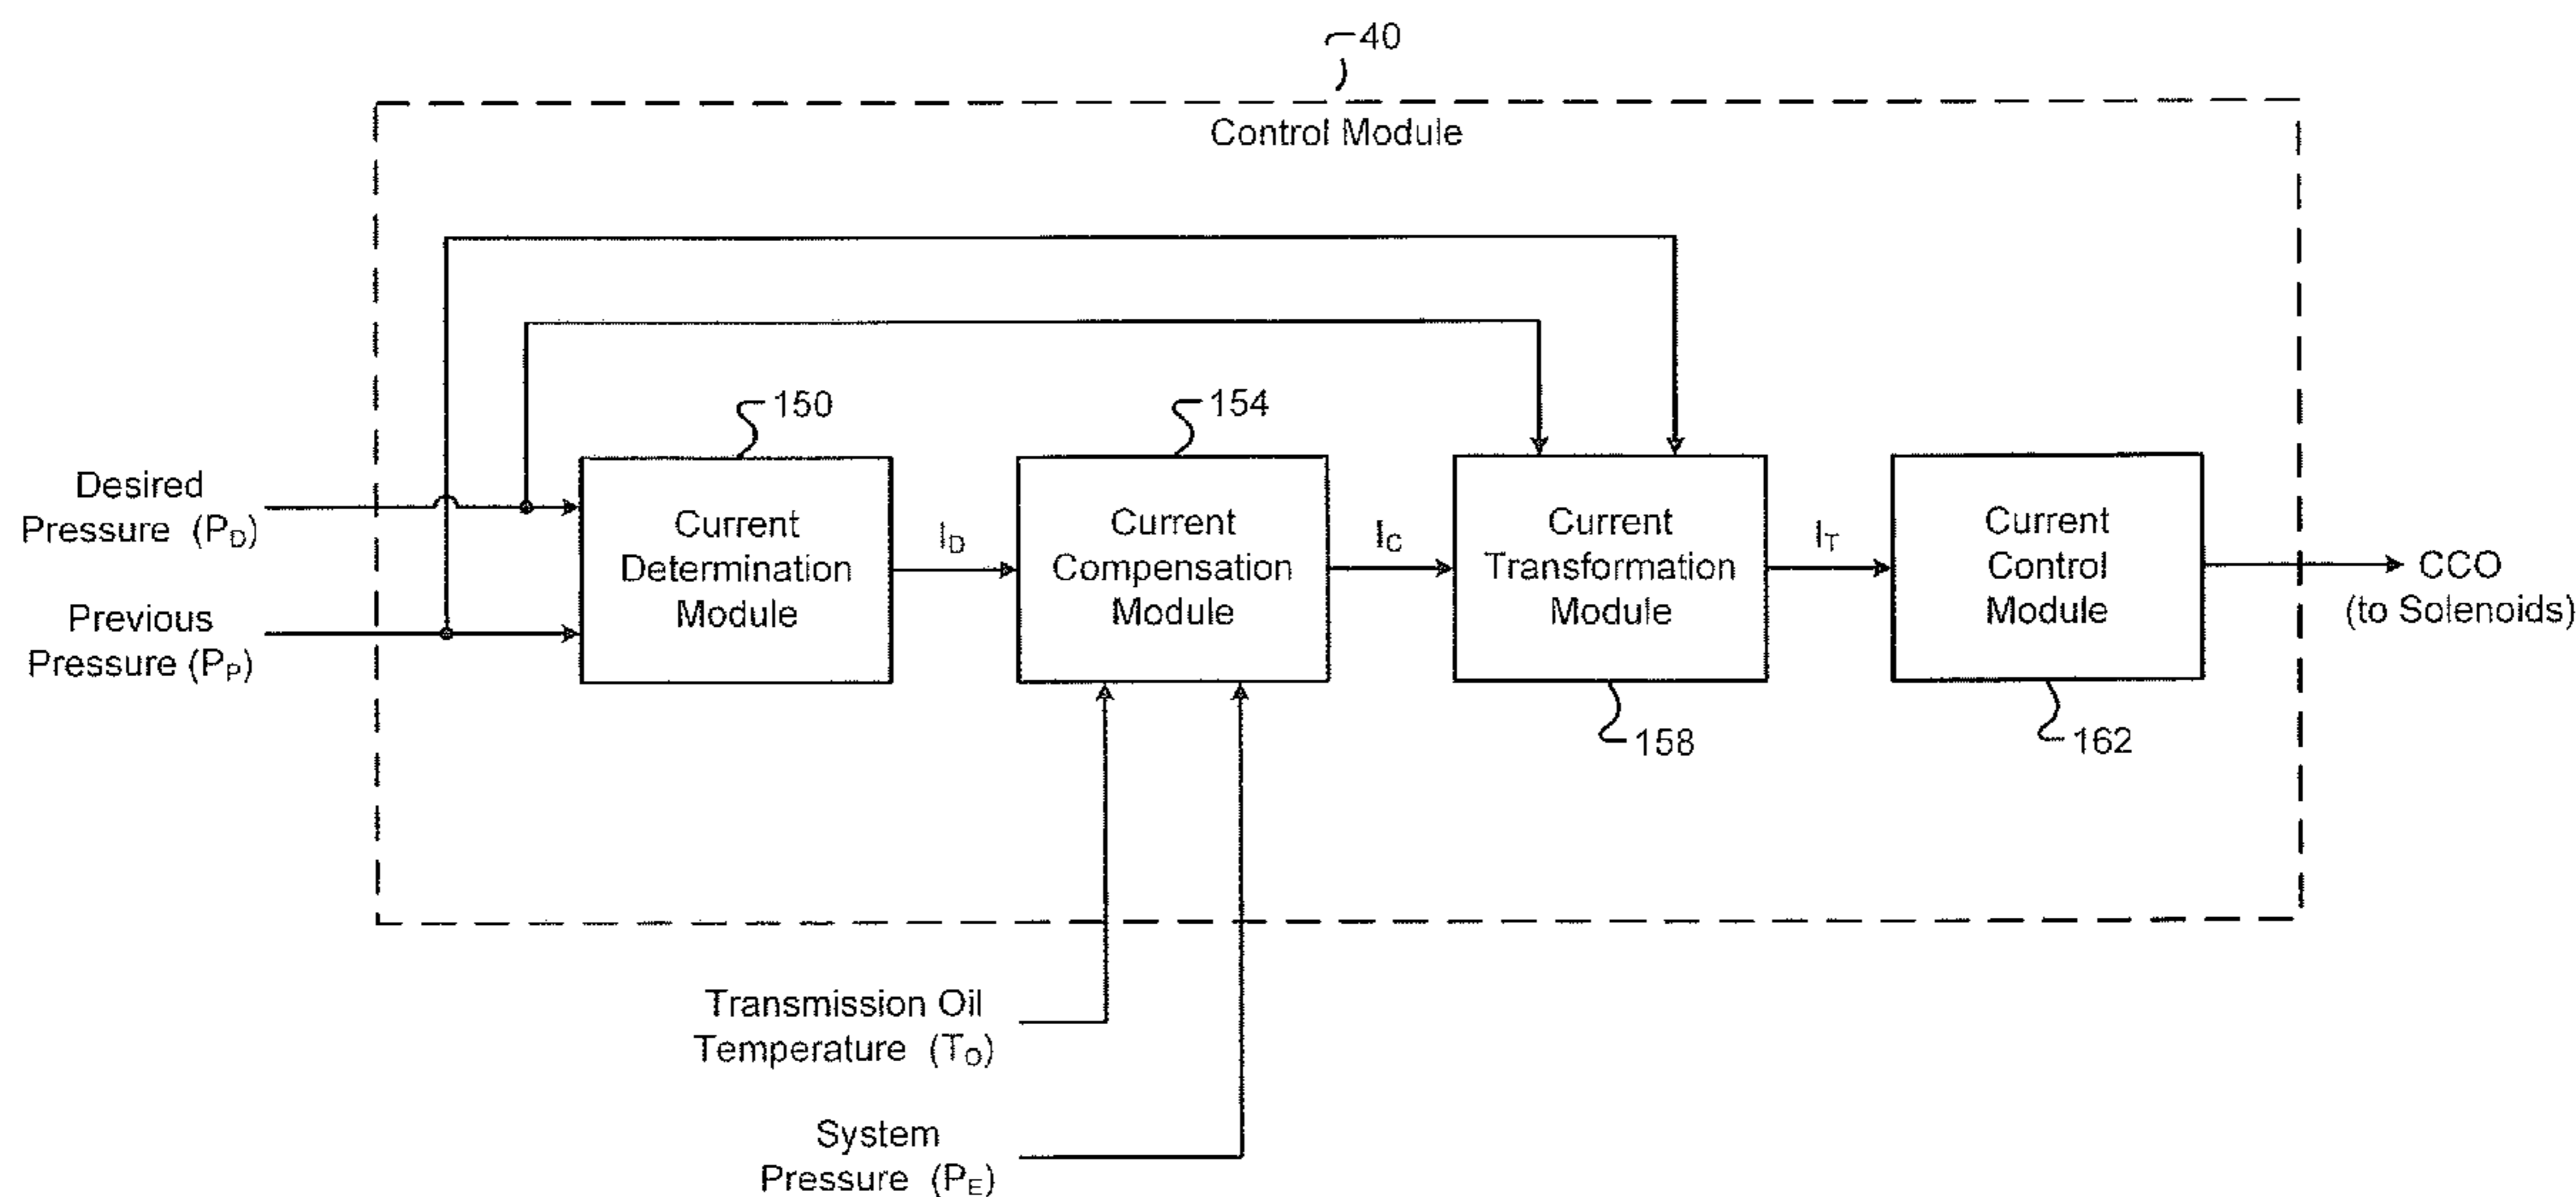 40
Control Module
150
154
Desired
Pressure (PD)
Previous
Pressure (PP)
Current
Determination
Module
ID
Current
Compensation
Module
IC
Current
Transformation
Module
IT
Current
Control
Module
CCO
(to Solenoids)
158
162
Transmission Oil
Temperature (TO)
System
Pressure (PE)